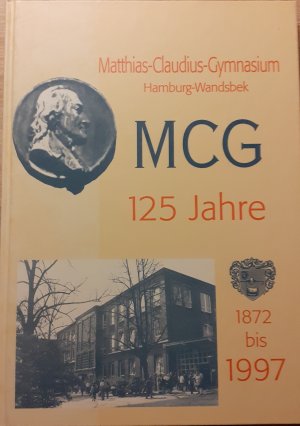 Matthias-Claudius-Gymnasium
Hamburg-Wandsbek
MCG
125 Jahre
1872
bis
1997